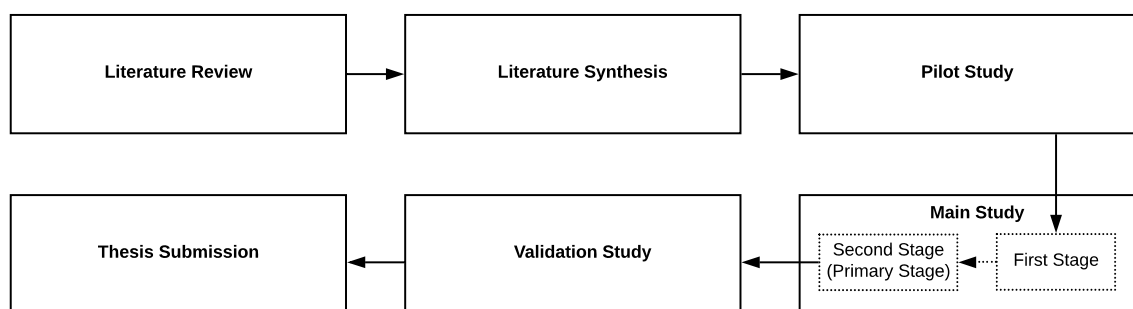 Literature Review
Literature Synthesis
Pilot Study
Main Study
First Stage
Second Stage
(Primary Stage)
Validation Study
Thesis Submission